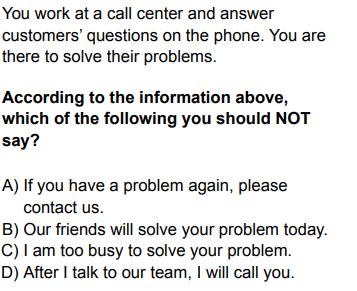 You work at a call center and answer
customers’ questions on the phone. You are
there to solve their problems.
According to the information above,
which of the following you should NOT
say?
A) If you have a problem again, please
contact us.
B) Our friends will solve your problem today.
C) I am too busy to solve your problem.
D) After I talk to our team, I will call you.